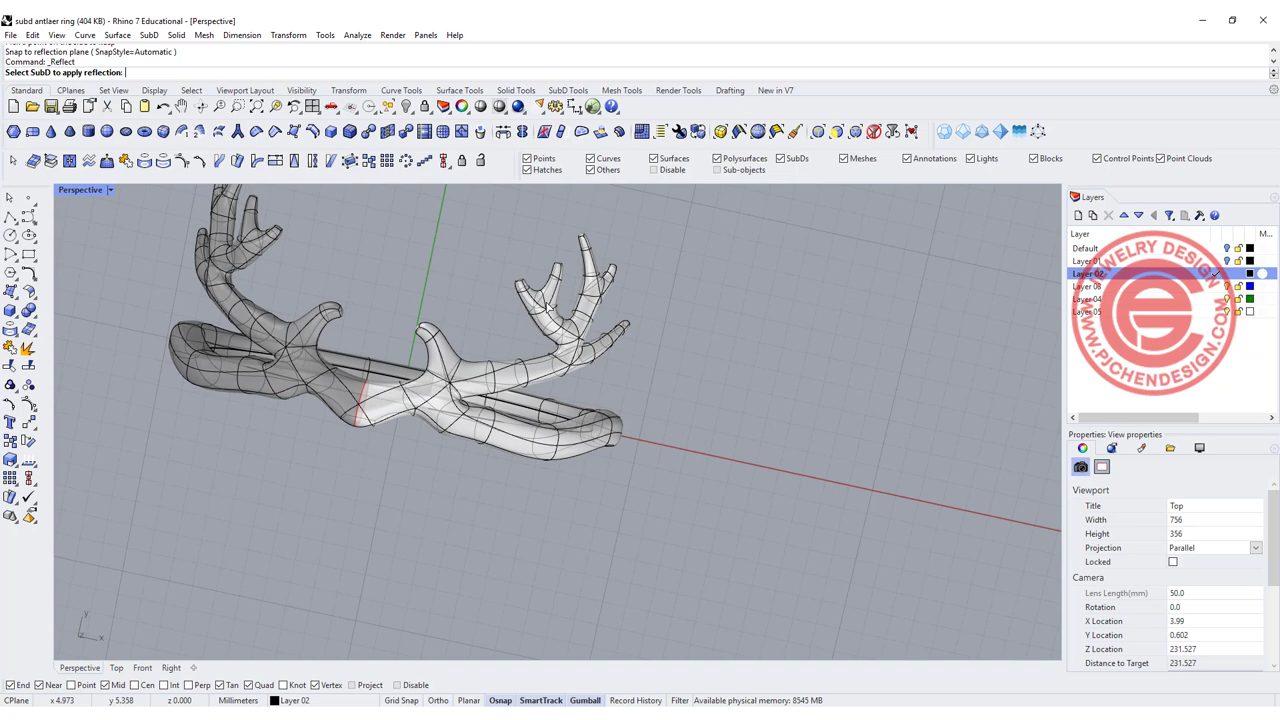 subd antlaer ring (404 KB) - Rhino 7 Educational - [Perspective]
File Edit View Curve Surface SubD Solid Mesh Dimension Transform Tools Analyze Render Panels Help
Snap to reflection plane ( SnapStyle=Automatic )
Command: _Reflect
Select SubD to apply reflection:
Standard CPlanes Set View Display Select Viewport Layout Visibility Transform Curve Tools Surface Tools Solid Tools SubD Tools Mesh Tools Render Tools Drafting New in V7
Points Curves Surfaces Polysurfaces SubDs Meshes Annotations Lights Blocks Control Points Point Clouds
Hatches Others Disable Sub-objects
Perspective
Layers
Layer M...
Default
Layer 01
Layer 02
Layer 03
Layer 04
Layer 05
JEWELRY DESIGN
WWW.PJCHENDESIGN.COM
Properties: View properties
Viewport
Title Top
Width 756
Height 356
Projection Parallel
Locked
Camera
Lens Length(mm) 50.0
Rotation 0.0
X Location 3.99
Y Location 0.602
Z Location 231.527
Distance to Target 231.527
y
z x
Perspective Top Front Right
End Near Point Mid Cen Int Perp Tan Quad Knot Vertex Project Disable
CPlane x 4.973 y 5.358 z 0.000 Millimeters Layer 02 Grid Snap Ortho Planar Osnap SmartTrack Gumball Record History Filter Available physical memory: 8545 MB